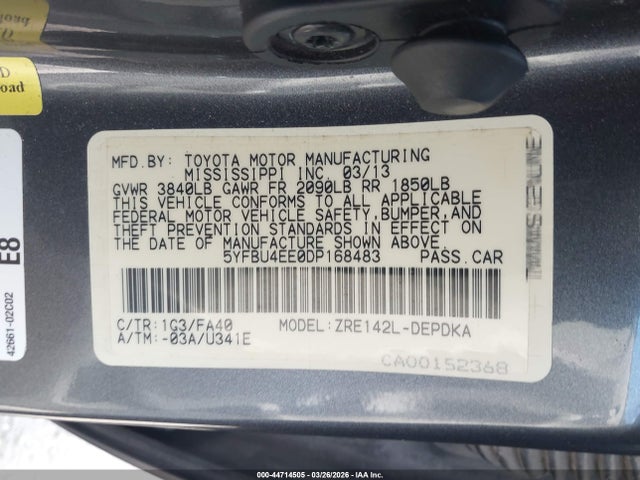 D
oad
MFD.BY: TOYOTA MOTOR MANUFACTURING
MISSISSIPPI INC. 03/13
GVWR 3840LB GAWR FR 2090LB RR 1850LB
THIS VEHICLE CONFORMS TO ALL APPLICABLE
FEDERAL MOTOR VEHICLE SAFETY, BUMPER, AND
THEFT PREVENTION STANDARDS IN EFFECT ON
THE DATE OF MANUFACTURE SHOWN ABOVE.
5YFBU4EE0DP168483 PASS.CAR
C/TR:1G3/FA40 MODEL:ZRE142L-DEPDKA
A/TM:-03A/U341E
CA00152368
E8
42661-02C02
000-44714505 - 03/26/2026 - IAA Inc.